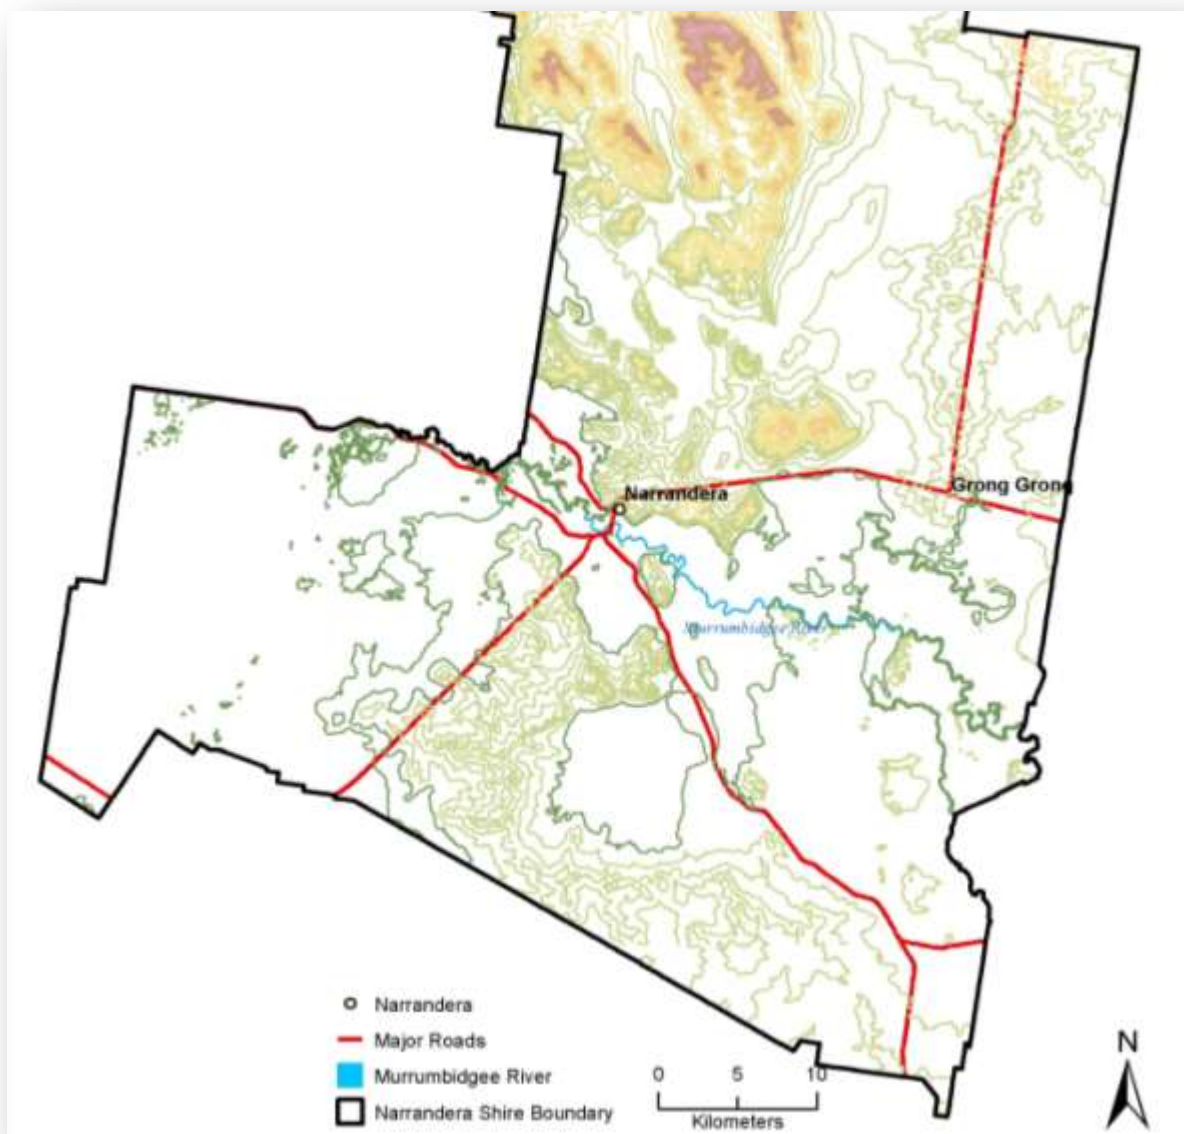 Grong Grong
Narrandera
Murrumbidgee River
Narrandera
Major Roads
Murrumbidgee River
Narrandera Shire Boundary
0 5 10
Kilometers
N